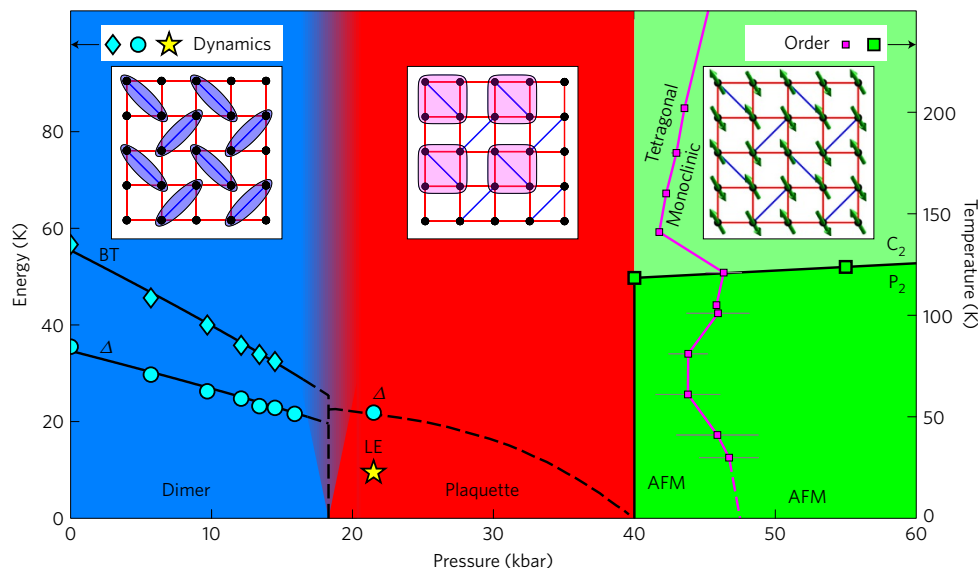 Dynamics
Order
Energy (K)
80
60
40
20
0
BT
Δ
Dimer
Δ
LE
Plaquette
Tetragonal
Monoclinic
C2
P2
AFM
AFM
200
150
100
50
0
Temperature (K)
0
10
20
30
40
50
60
Pressure (kbar)